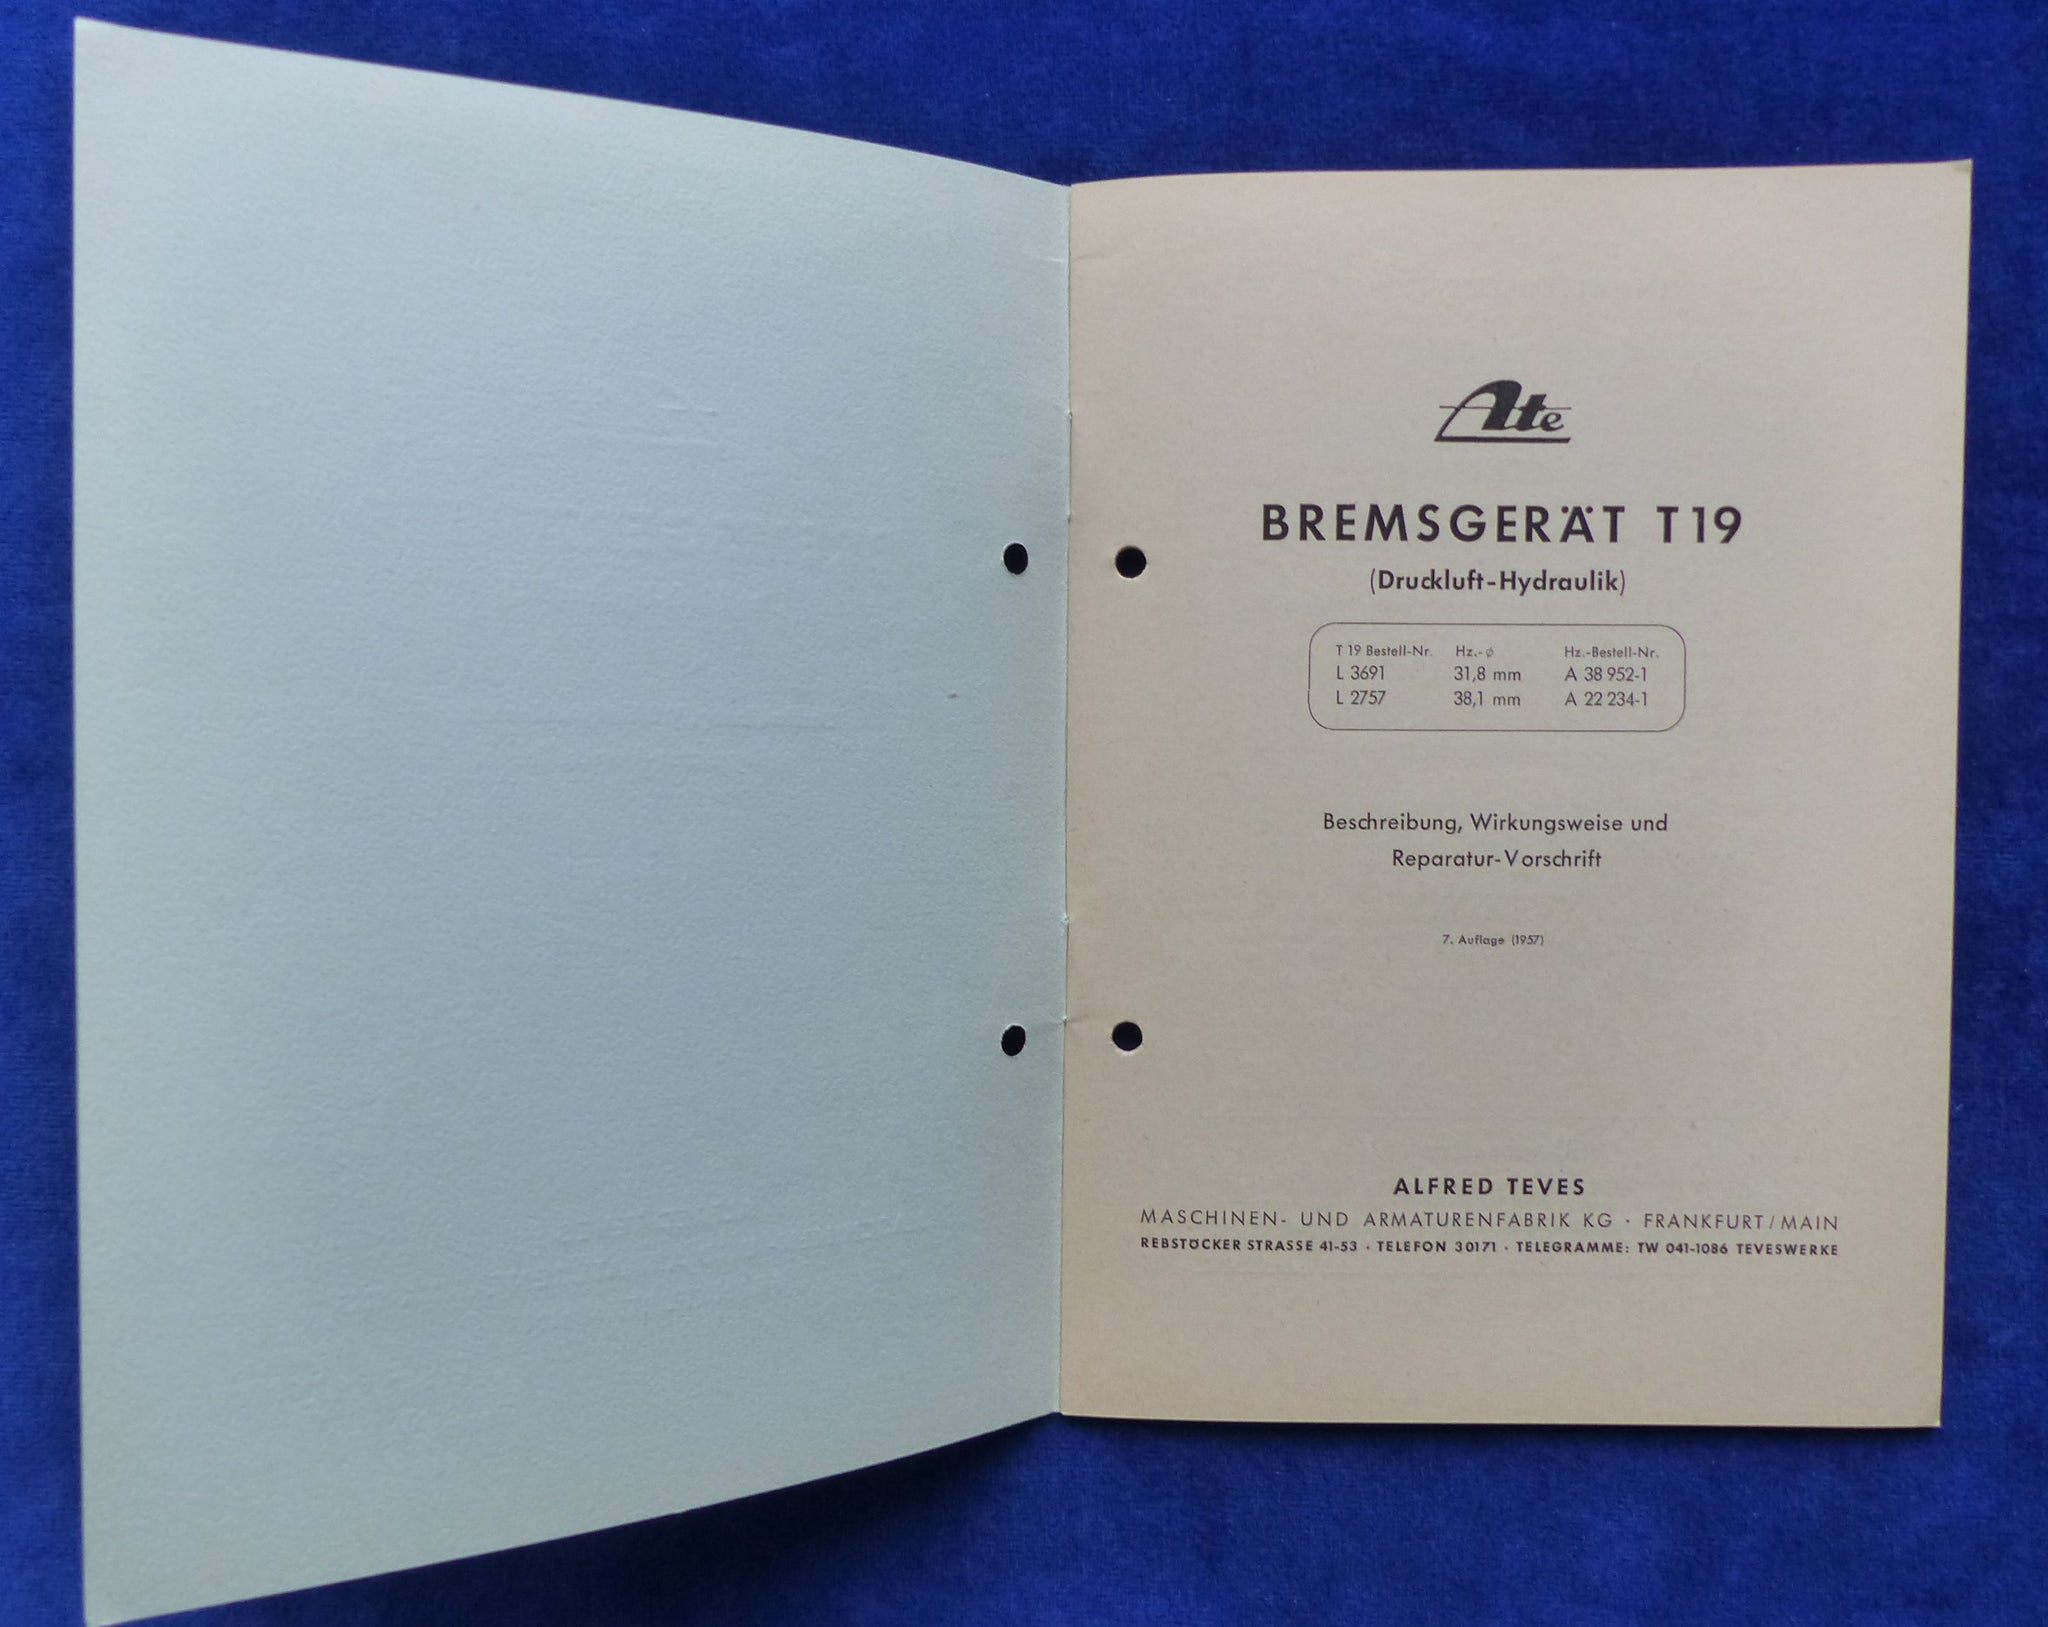 Ate
BREMSGERÄT T19
(Druckluft-Hydraulik)
T 19 Bestell-Nr. Hz.-ϕ Hz.-Bestell-Nr.
L 3691 31,8 mm A 38 952-1
L 2757 38,1 mm A 22 234-1
Beschreibung, Wirkungsweise und
Reparatur-Vorschrift
7. Auflage (1957)
ALFRED TEVES
MASCHINEN- UND ARMATURENFABRIK KG · FRANKFURT/MAIN
REBSTÖCKER STRASSE 41-53 · TELEFON 30171 · TELEGRAMME: TW 041-1086 TEVESWERKE